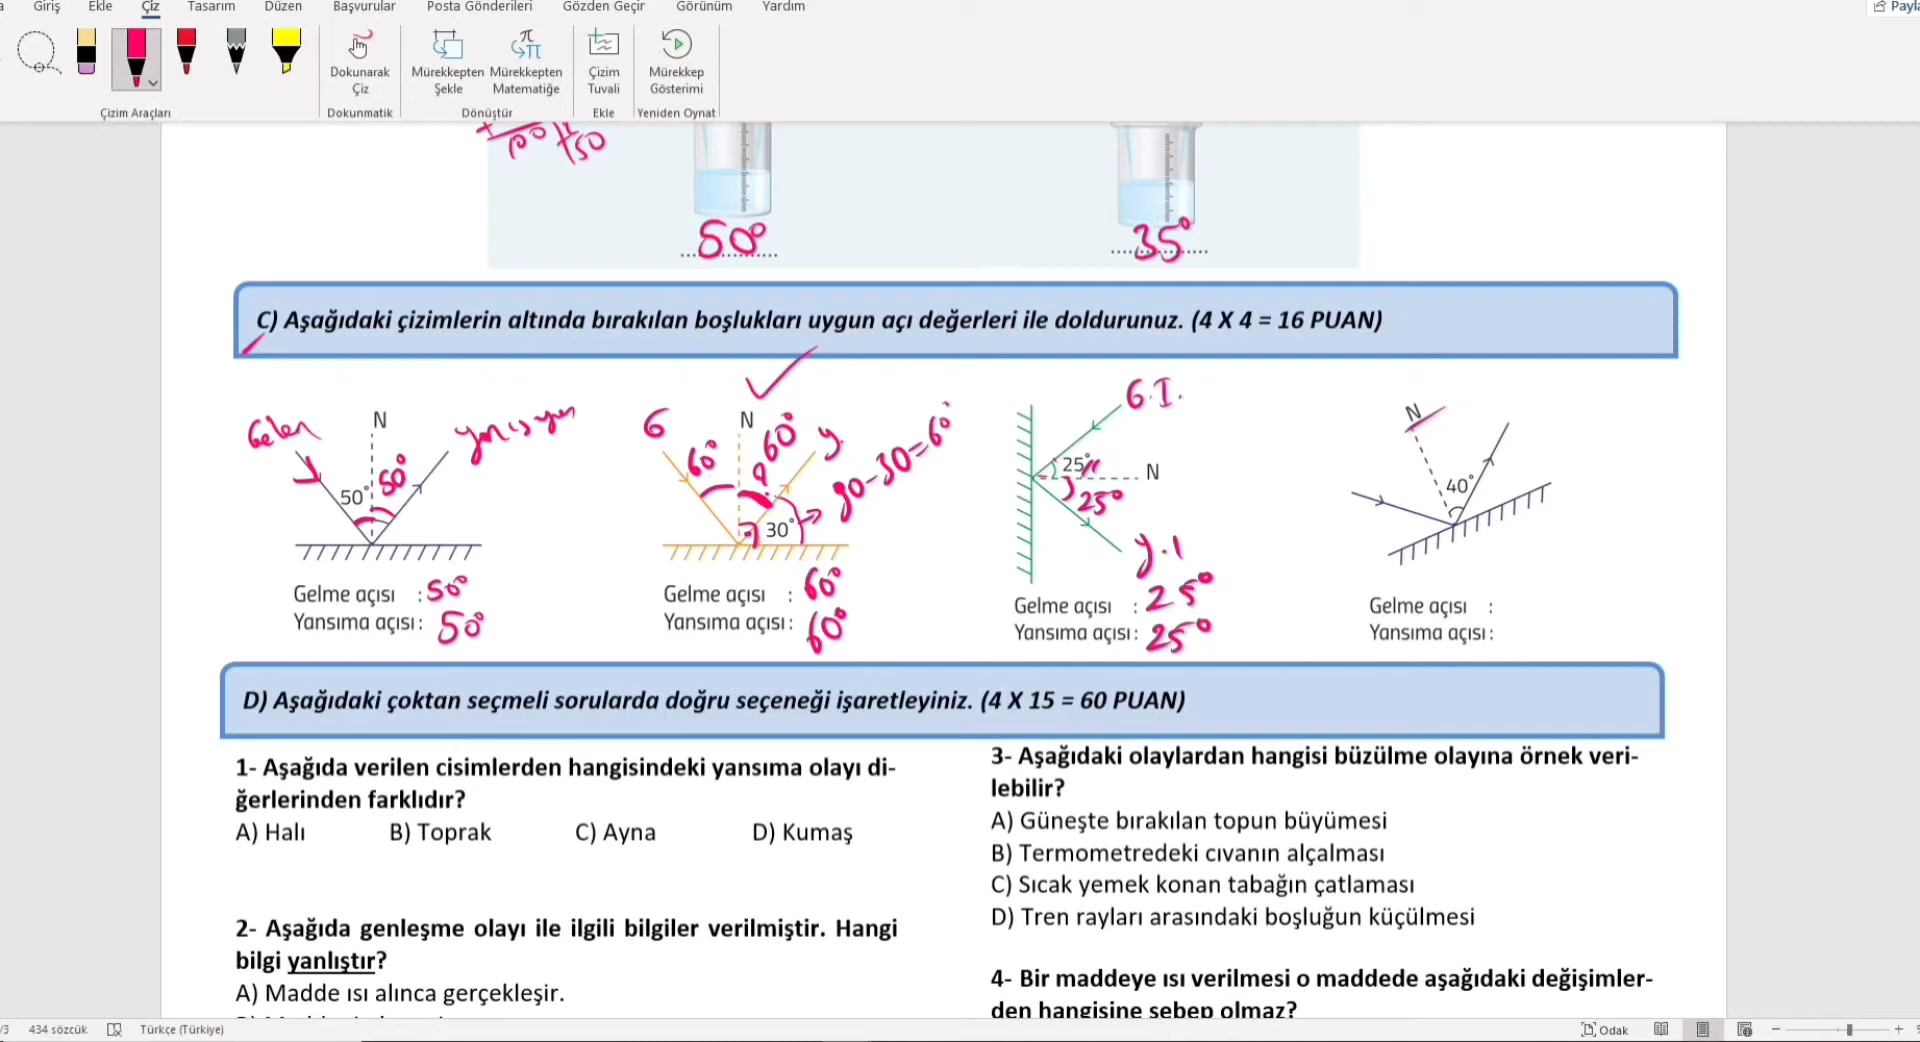 Giriş Ekle Çiz Tasarım Düzen Başvurular Posta Gönderileri Gözden Geçir Görünüm Yardım
Dokunarak Çiz
Mürekkepten Şekle
Mürekkepten Matematiğe
Çizim Tuvali
Mürekkep Gösterimi
Çizim Araçları Dokunmatik Dönüştür Ekle Yeniden Oynat
50° 35°
C) Aşağıdaki çizimlerin altında bırakılan boşlukları uygun açı değerleri ile doldurunuz. (4 X 4 = 16 PUAN)
Gelen N yansıyan
50° 50°
Gelme açısı : 50°
Yansıma açısı: 50°
G N y.
60° 60° 30° 90-30=60°
Gelme açısı : 60°
Yansıma açısı: 60°
G.I.
25° N
25°
y.I
Gelme açısı : 25°
Yansıma açısı: 25°
N
40°
Gelme açısı :
Yansıma açısı:
D) Aşağıdaki çoktan seçmeli sorularda doğru seçeneği işaretleyiniz. (4 X 15 = 60 PUAN)
1- Aşağıda verilen cisimlerden hangisindeki yansıma olayı di-
ğerlerinden farklıdır?
A) Halı B) Toprak C) Ayna D) Kumaş
2- Aşağıda genleşme olayı ile ilgili bilgiler verilmiştir. Hangi
bilgi yanlıştır?
A) Madde ısı alınca gerçekleşir.
3- Aşağıdaki olaylardan hangisi büzülme olayına örnek veri-
lebilir?
A) Güneşte bırakılan topun büyümesi
B) Termometredeki cıvanın alçalması
C) Sıcak yemek konan tabağın çatlaması
D) Tren rayları arasındaki boşluğun küçülmesi
4- Bir maddeye ısı verilmesi o maddede aşağıdaki değişimler-
den hangisine sebep olmaz?
/3 434 sözcük Türkçe (Türkiye) Odak